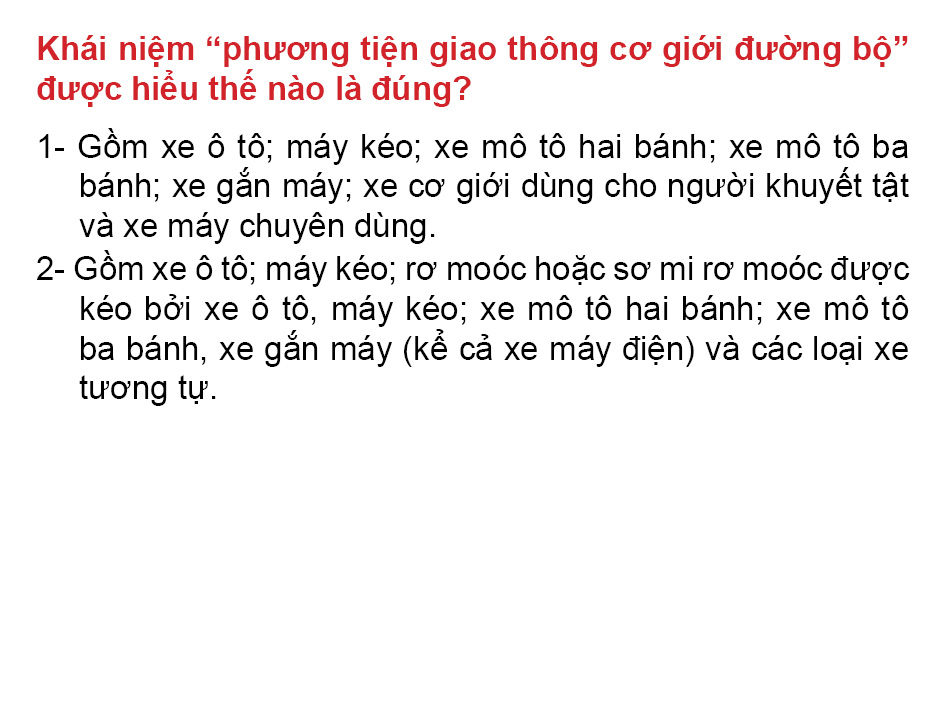 Khái niệm “phương tiện giao thông cơ giới đường bộ”
được hiểu thế nào là đúng?
1- Gồm xe ô tô; máy kéo; xe mô tô hai bánh; xe mô tô ba
bánh; xe gắn máy; xe cơ giới dùng cho người khuyết tật
và xe máy chuyên dùng.
2- Gồm xe ô tô; máy kéo; rơ moóc hoặc sơ mi rơ moóc được
kéo bởi xe ô tô, máy kéo; xe mô tô hai bánh; xe mô tô
ba bánh, xe gắn máy (kể cả xe máy điện) và các loại xe
tương tự.